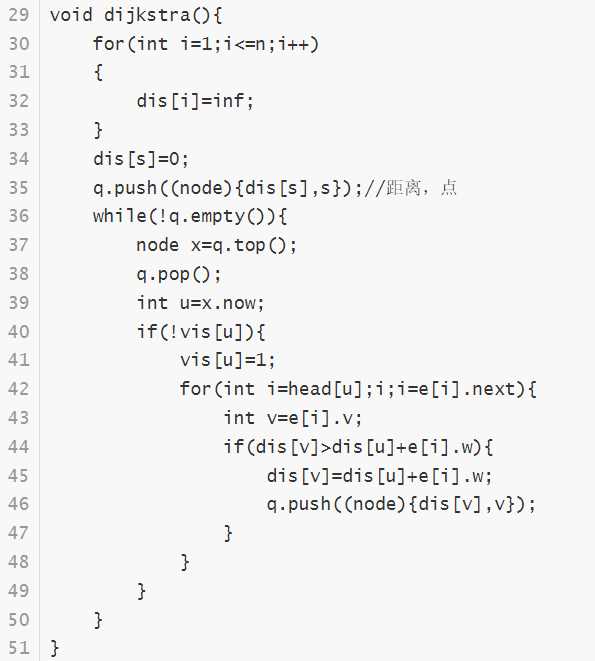 29 void dijkstra(){
30     for(int i=1;i<=n;i++)
31     {
32         dis[i]=inf;
33     }
34     dis[s]=0;
35     q.push((node){dis[s],s});//距离，点
36     while(!q.empty()){
37         node x=q.top();
38         q.pop();
39         int u=x.now;
40         if(!vis[u]){
41             vis[u]=1;
42             for(int i=head[u];i;i=e[i].next){
43                 int v=e[i].v;
44                 if(dis[v]>dis[u]+e[i].w){
45                     dis[v]=dis[u]+e[i].w;
46                     q.push((node){dis[v],v});
47                 }
48             }
49         }
50     }
51 }